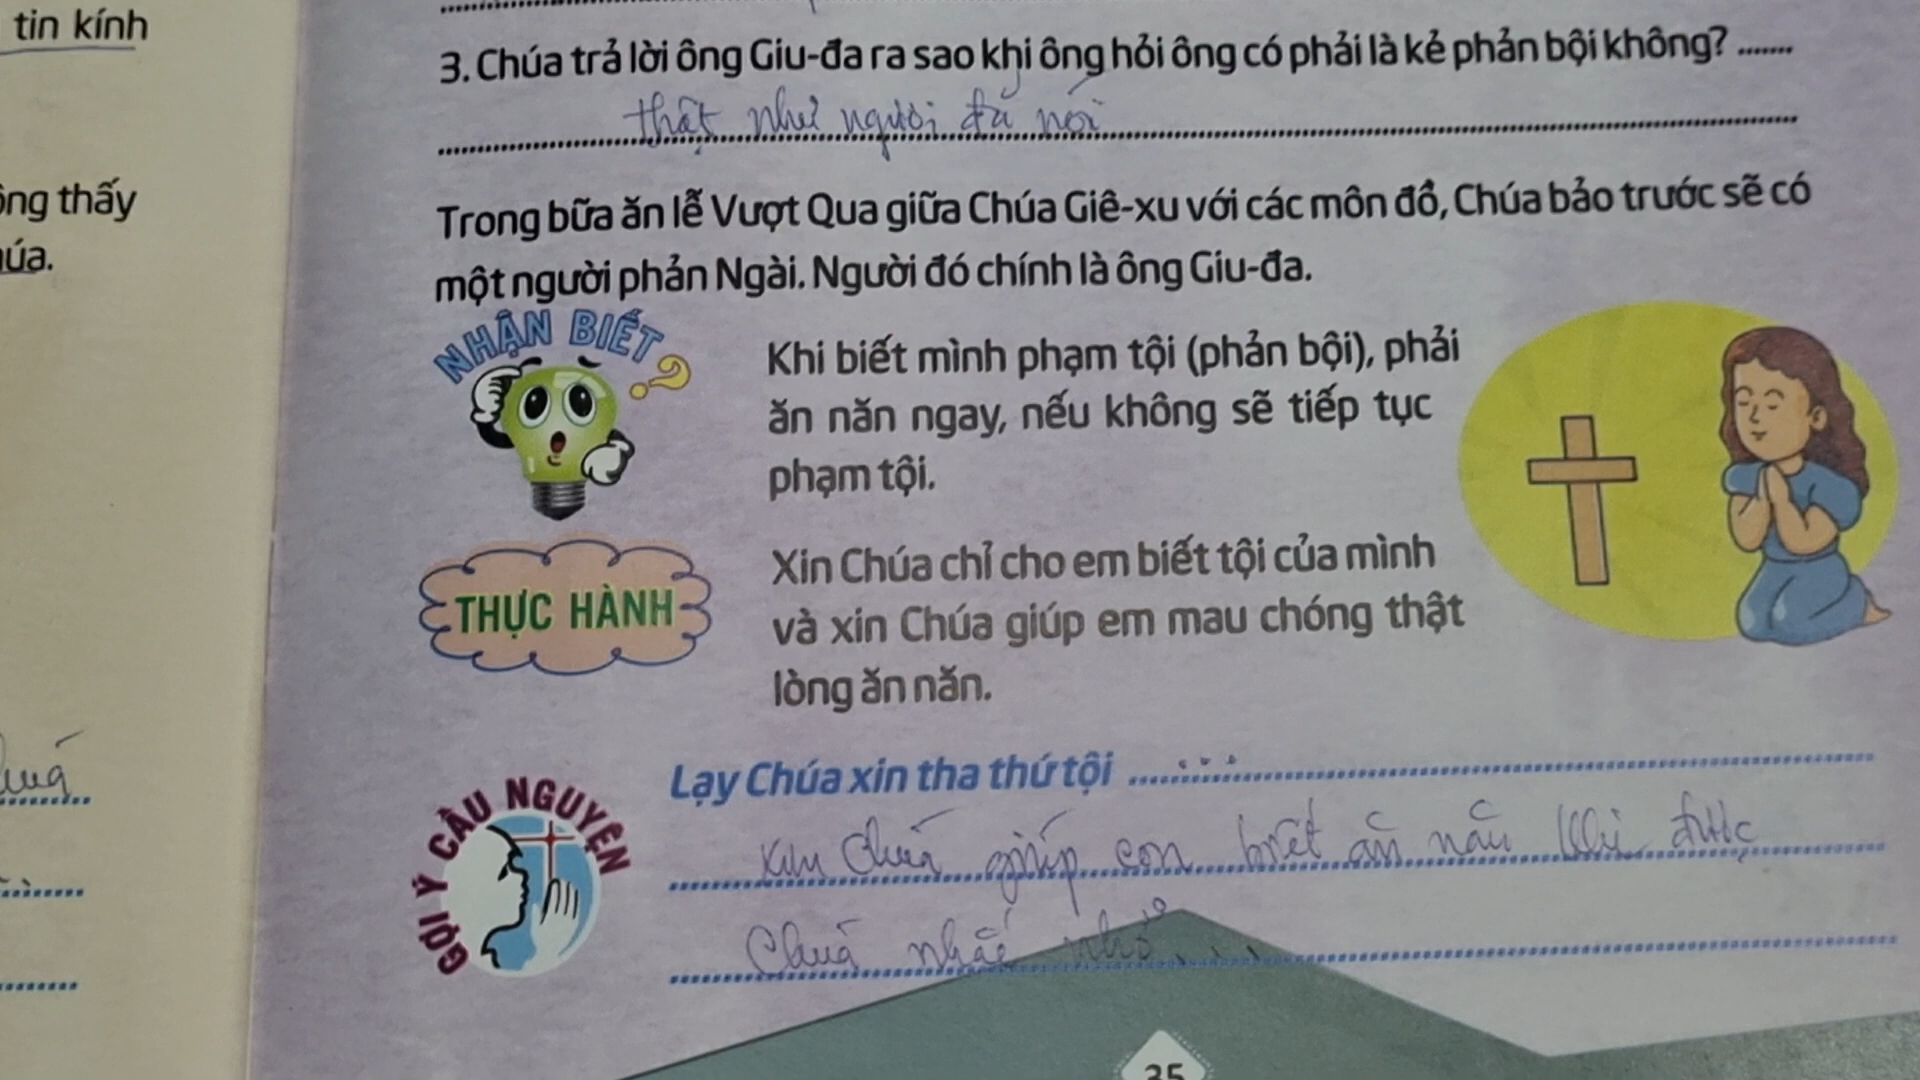 tin kính
ông thấy
úa.
3. Chúa trả lời ông Giu-đa ra sao khi ông hỏi ông có phải là kẻ phản bội không? .......
thật như người đã nói
Trong bữa ăn lễ Vượt Qua giữa Chúa Giê-xu với các môn đồ, Chúa bảo trước sẽ có
một người phản Ngài. Người đó chính là ông Giu-đa.
NHẬN BIẾT?
Khi biết mình phạm tội (phản bội), phải
ăn năn ngay, nếu không sẽ tiếp tục
phạm tội.
THỰC HÀNH
Xin Chúa chỉ cho em biết tội của mình
và xin Chúa giúp em mau chóng thật
lòng ăn năn.
GỢI Ý CẦU NGUYỆN
Lạy Chúa xin tha thứ tội ...
xin Chúa giúp con biết ăn năn khi được
Chúa nhắc nhở...
35